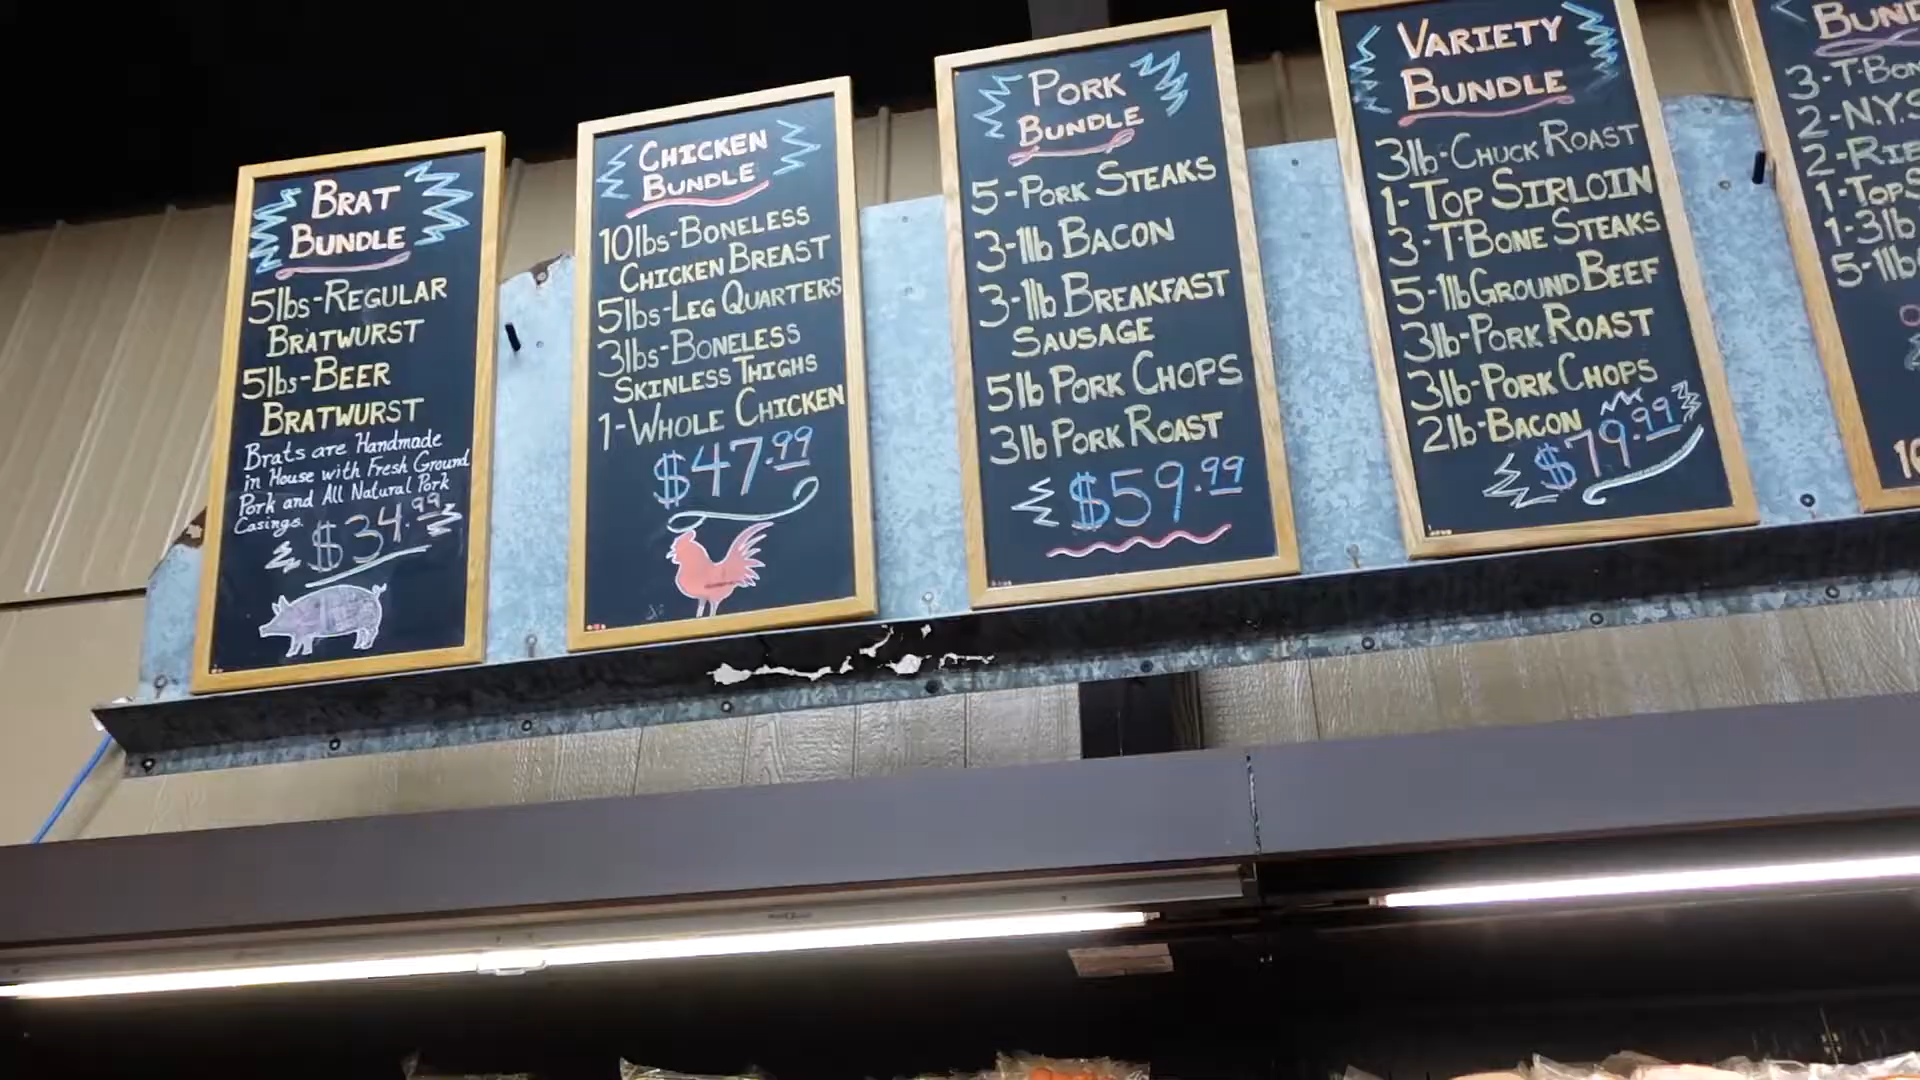 BRAT
BUNDLE
5lbs-REGULAR
BRATWURST
5lbs-BEER
BRATWURST
Brats are Handmade
in House with Fresh Ground
Pork and All Natural Pork
Casings.
$34.99
CHICKEN
BUNDLE
10lbs-BONELESS
CHICKEN BREAST
5lbs-LEG QUARTERS
3lbs-BONELESS
SKINLESS THIGHS
1-WHOLE CHICKEN
$47.99
PORK
BUNDLE
5-PORK STEAKS
3-1lb BACON
3-1lb BREAKFAST
SAUSAGE
5lb PORK CHOPS
3lb PORK ROAST
$59.99
VARIETY
BUNDLE
3lb-CHUCK ROAST
1-TOP SIRLOIN
3-T-BONE STEAKS
5-1lb GROUND BEEF
3lb-PORK ROAST
3lb-PORK CHOPS
2lb-BACON
$79.99
BUND
3-T-BON
2-N.Y.S
2-RIE
1-TOP S
1-3lb
5-1lb